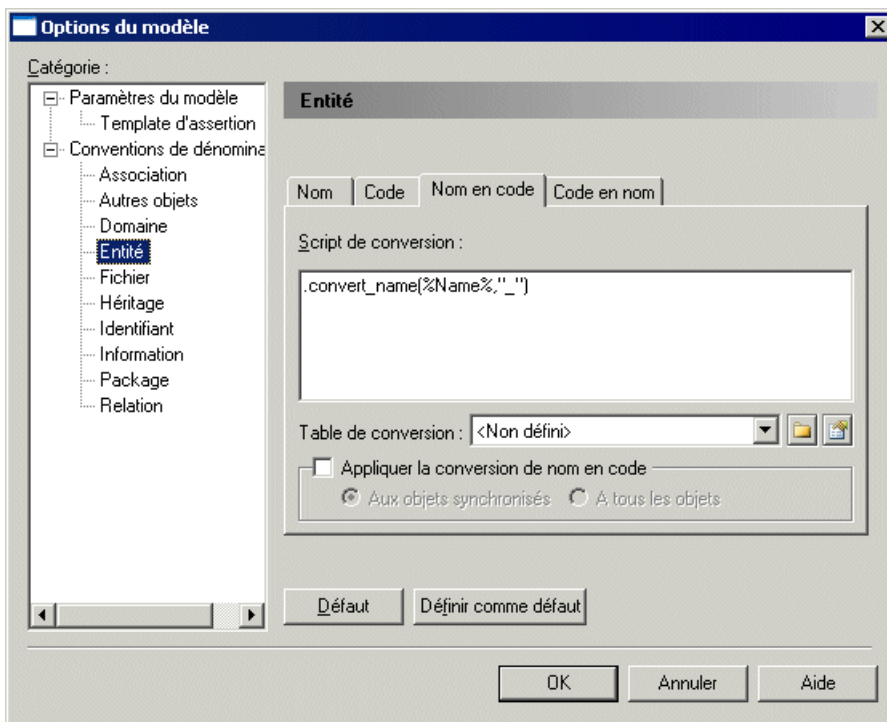 Options du modèle
Catégorie :
Paramètres du modèle
Template d'assertion
Conventions de dénomina
Association
Autres objets
Domaine
Entité
Fichier
Héritage
Identifiant
Information
Package
Relation
Entité
Nom Code Nom en code Code en nom
Script de conversion :
.convert_name(%Name%,"_")
Table de conversion : <Non défini>
Appliquer la conversion de nom en code
Aux objets synchronisés A tous les objets
Défaut Définir comme défaut
OK Annuler Aide